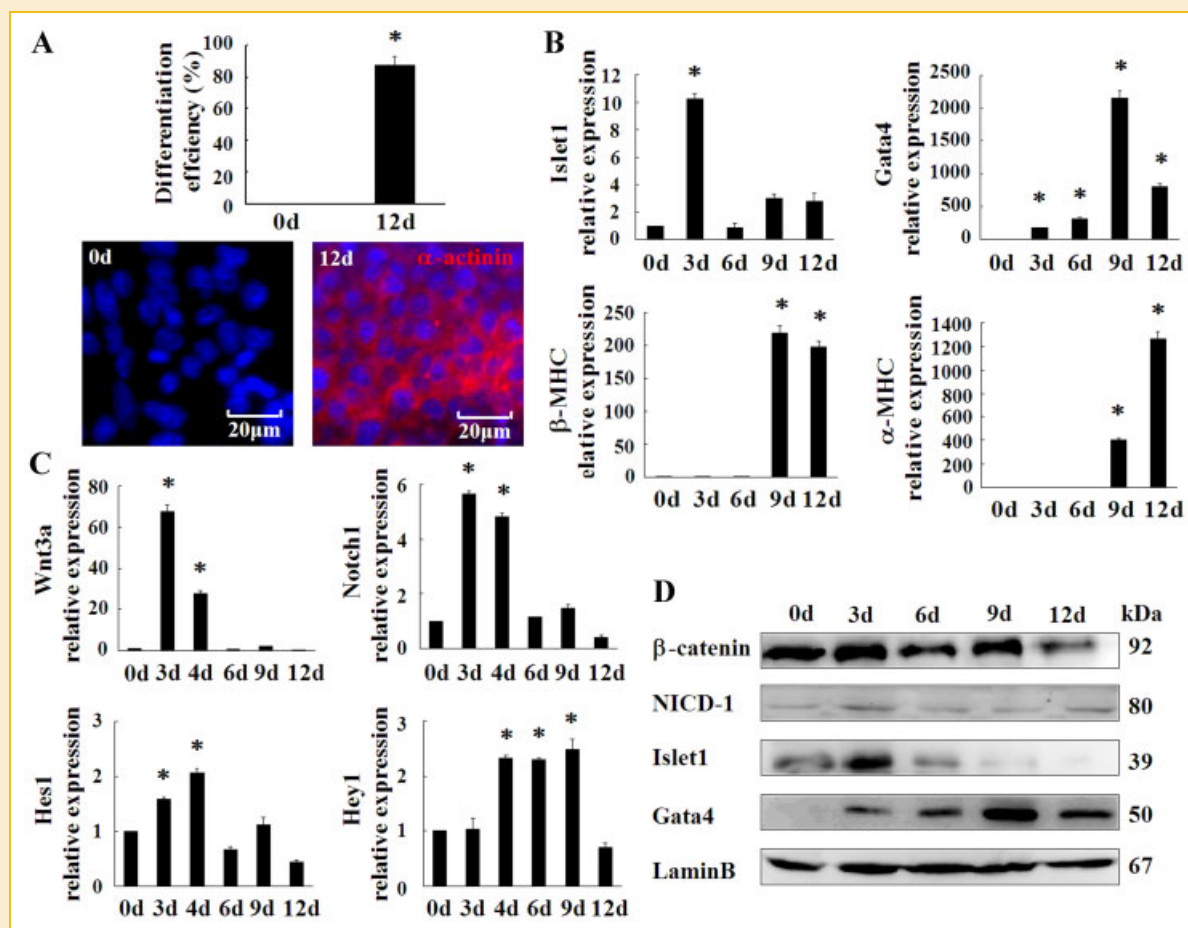 A
Differentiation
effciency (%)
100
80
60
40
20
0
*
0d
12d
0d
20μm
12d
α-actinin
20μm
B
Islet1
relative expression
12
10
8
6
4
2
0
*
0d 3d 6d 9d 12d
Gata4
relative expression
2500
2000
1500
1000
500
0
* * * *
0d 3d 6d 9d 12d
β-MHC
elative expression
250
200
150
100
50
0
* *
0d 3d 6d 9d 12d
α-MHC
relative expression
1400
1200
1000
800
600
400
200
0
* *
0d 3d 6d 9d 12d
C
Wnt3a
relative expression
80
60
40
20
0
* *
0d 3d 4d 6d 9d 12d
Notch1
relative expression
6
4
2
0
* *
0d 3d 4d 6d 9d 12d
Hes1
relative expression
3
2
1
0
* *
0d 3d 4d 6d 9d 12d
Hey1
relative expression
3
2
1
0
* * *
0d 3d 4d 6d 9d 12d
D
0d 3d 6d 9d 12d kDa
β-catenin 92
NICD-1 80
Islet1 39
Gata4 50
LaminB 67